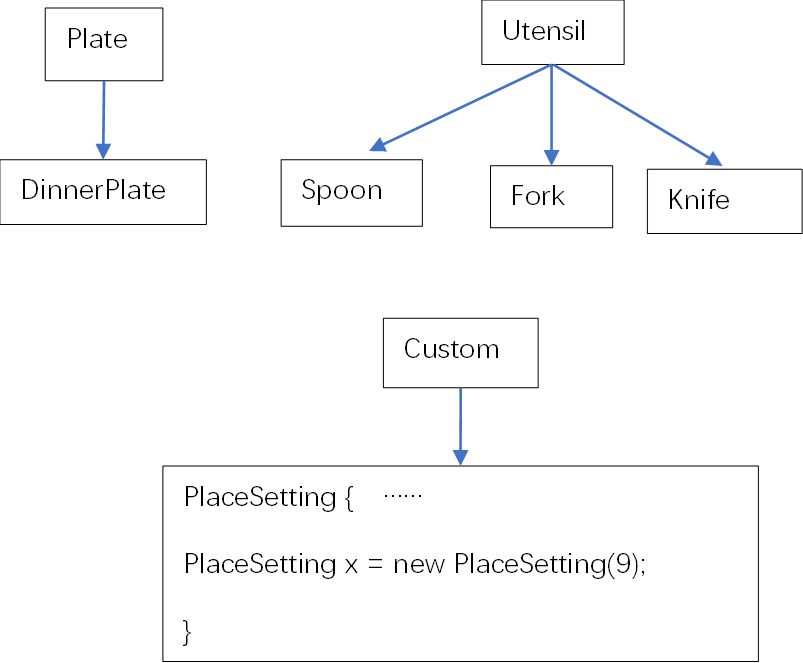 Plate
Utensil
DinnerPlate
Spoon
Fork
Knife
Custom
PlaceSetting { ······
PlaceSetting x = new PlaceSetting(9);
}